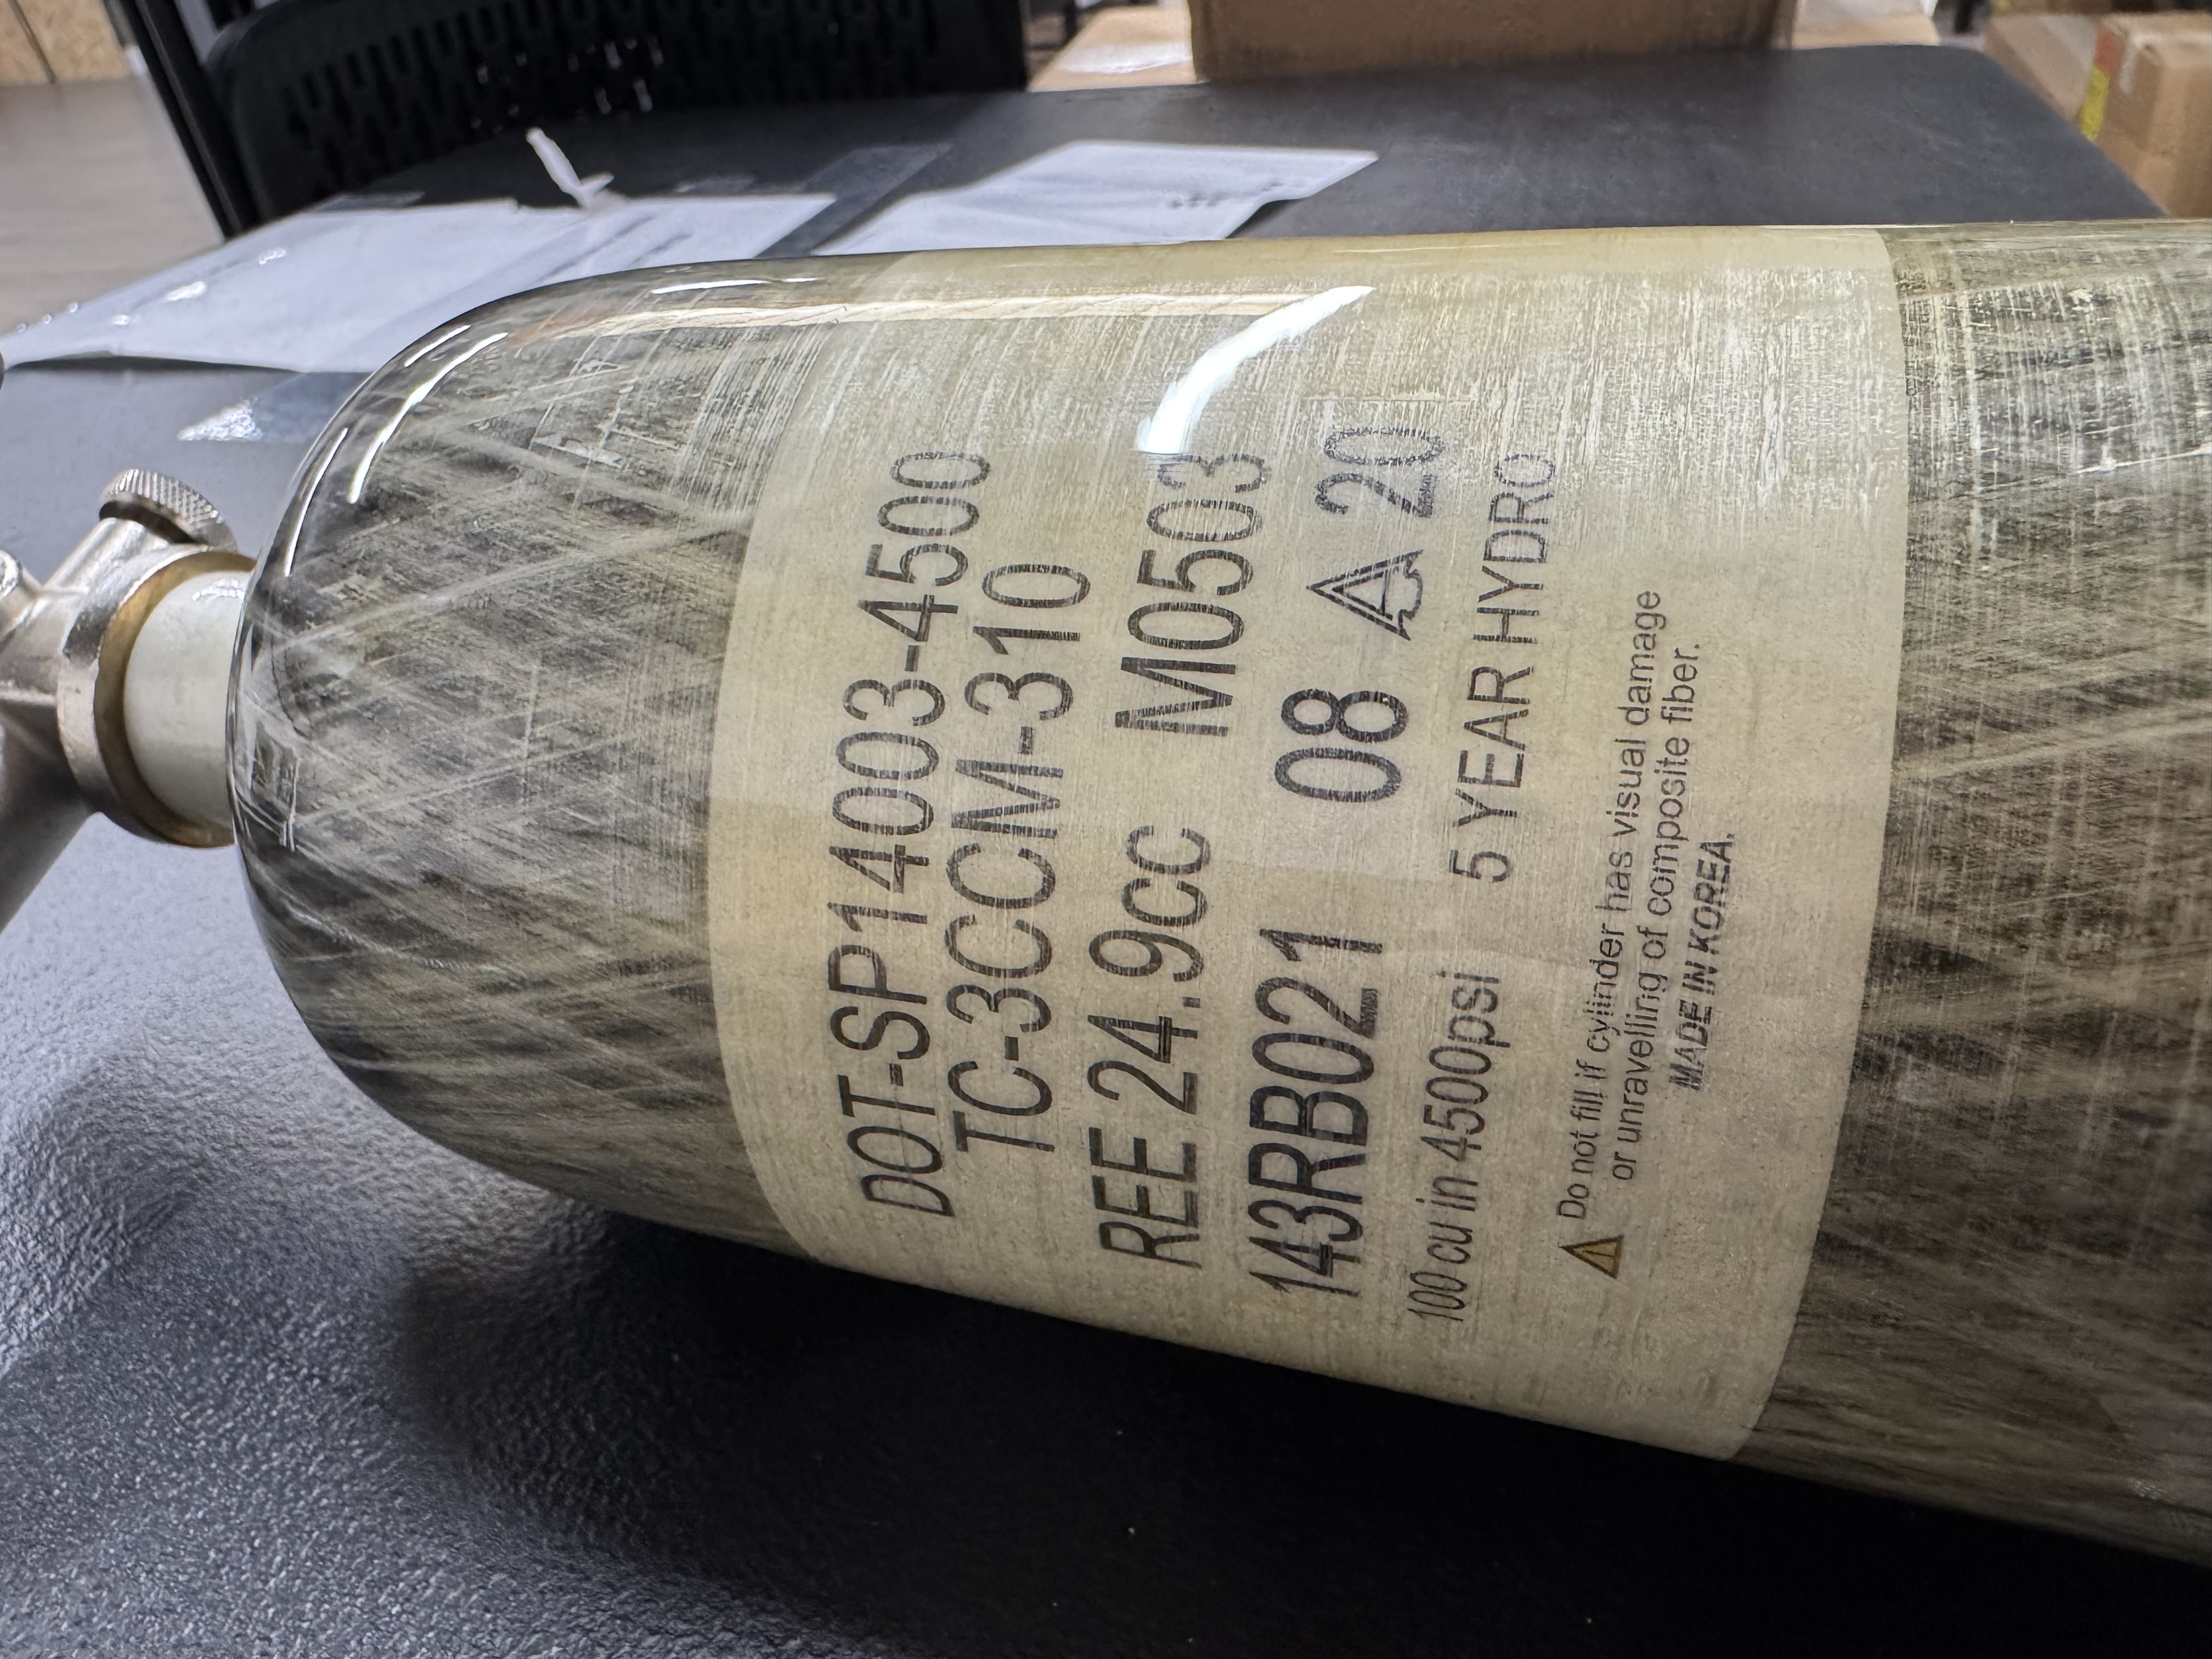 DOT-SP14003-4500
TC-3CCM-310
REE 24.9cc M0503
143RB021 08 A 20
100 cu in 4500psi 5 YEAR HYDRO
Do not fill if cylinder has visual damage
or unravelling of composite fiber.
MADE IN KOREA.